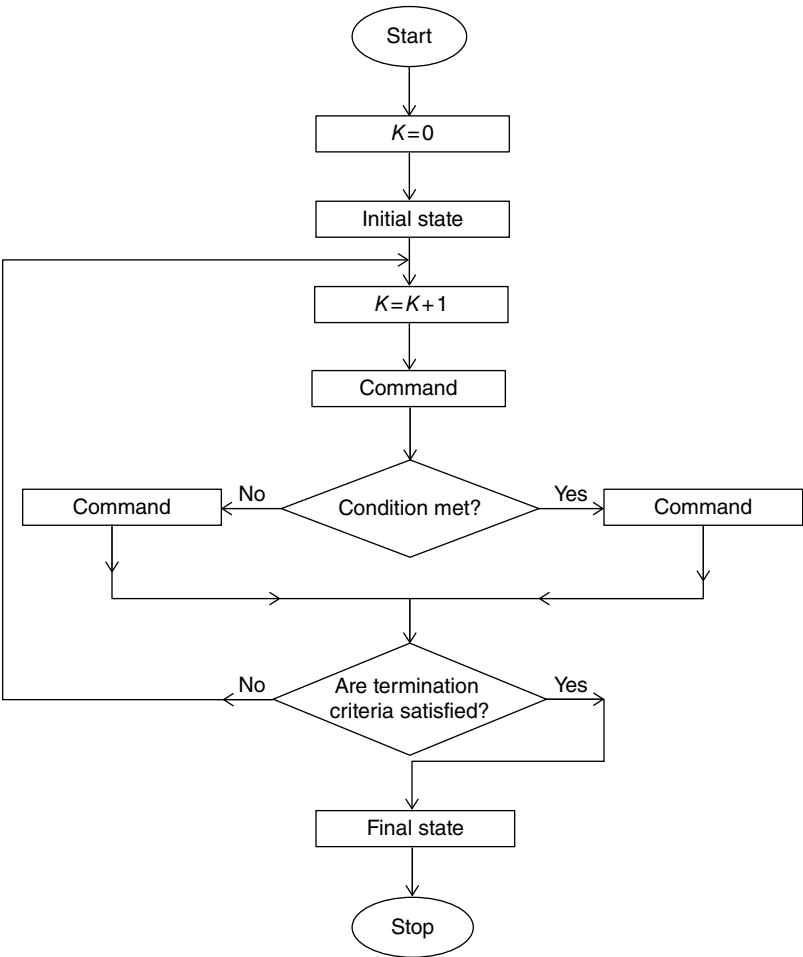 Start
K=0
Initial state
K=K+1
Command
Condition met?
No
Yes
Command
Command
Are termination
criteria satisfied?
No
Yes
Final state
Stop